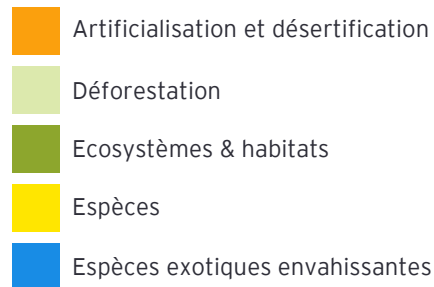 Artificialisation et désertification
Déforestation
Ecosystèmes & habitats
Espèces
Espèces exotiques envahissantes